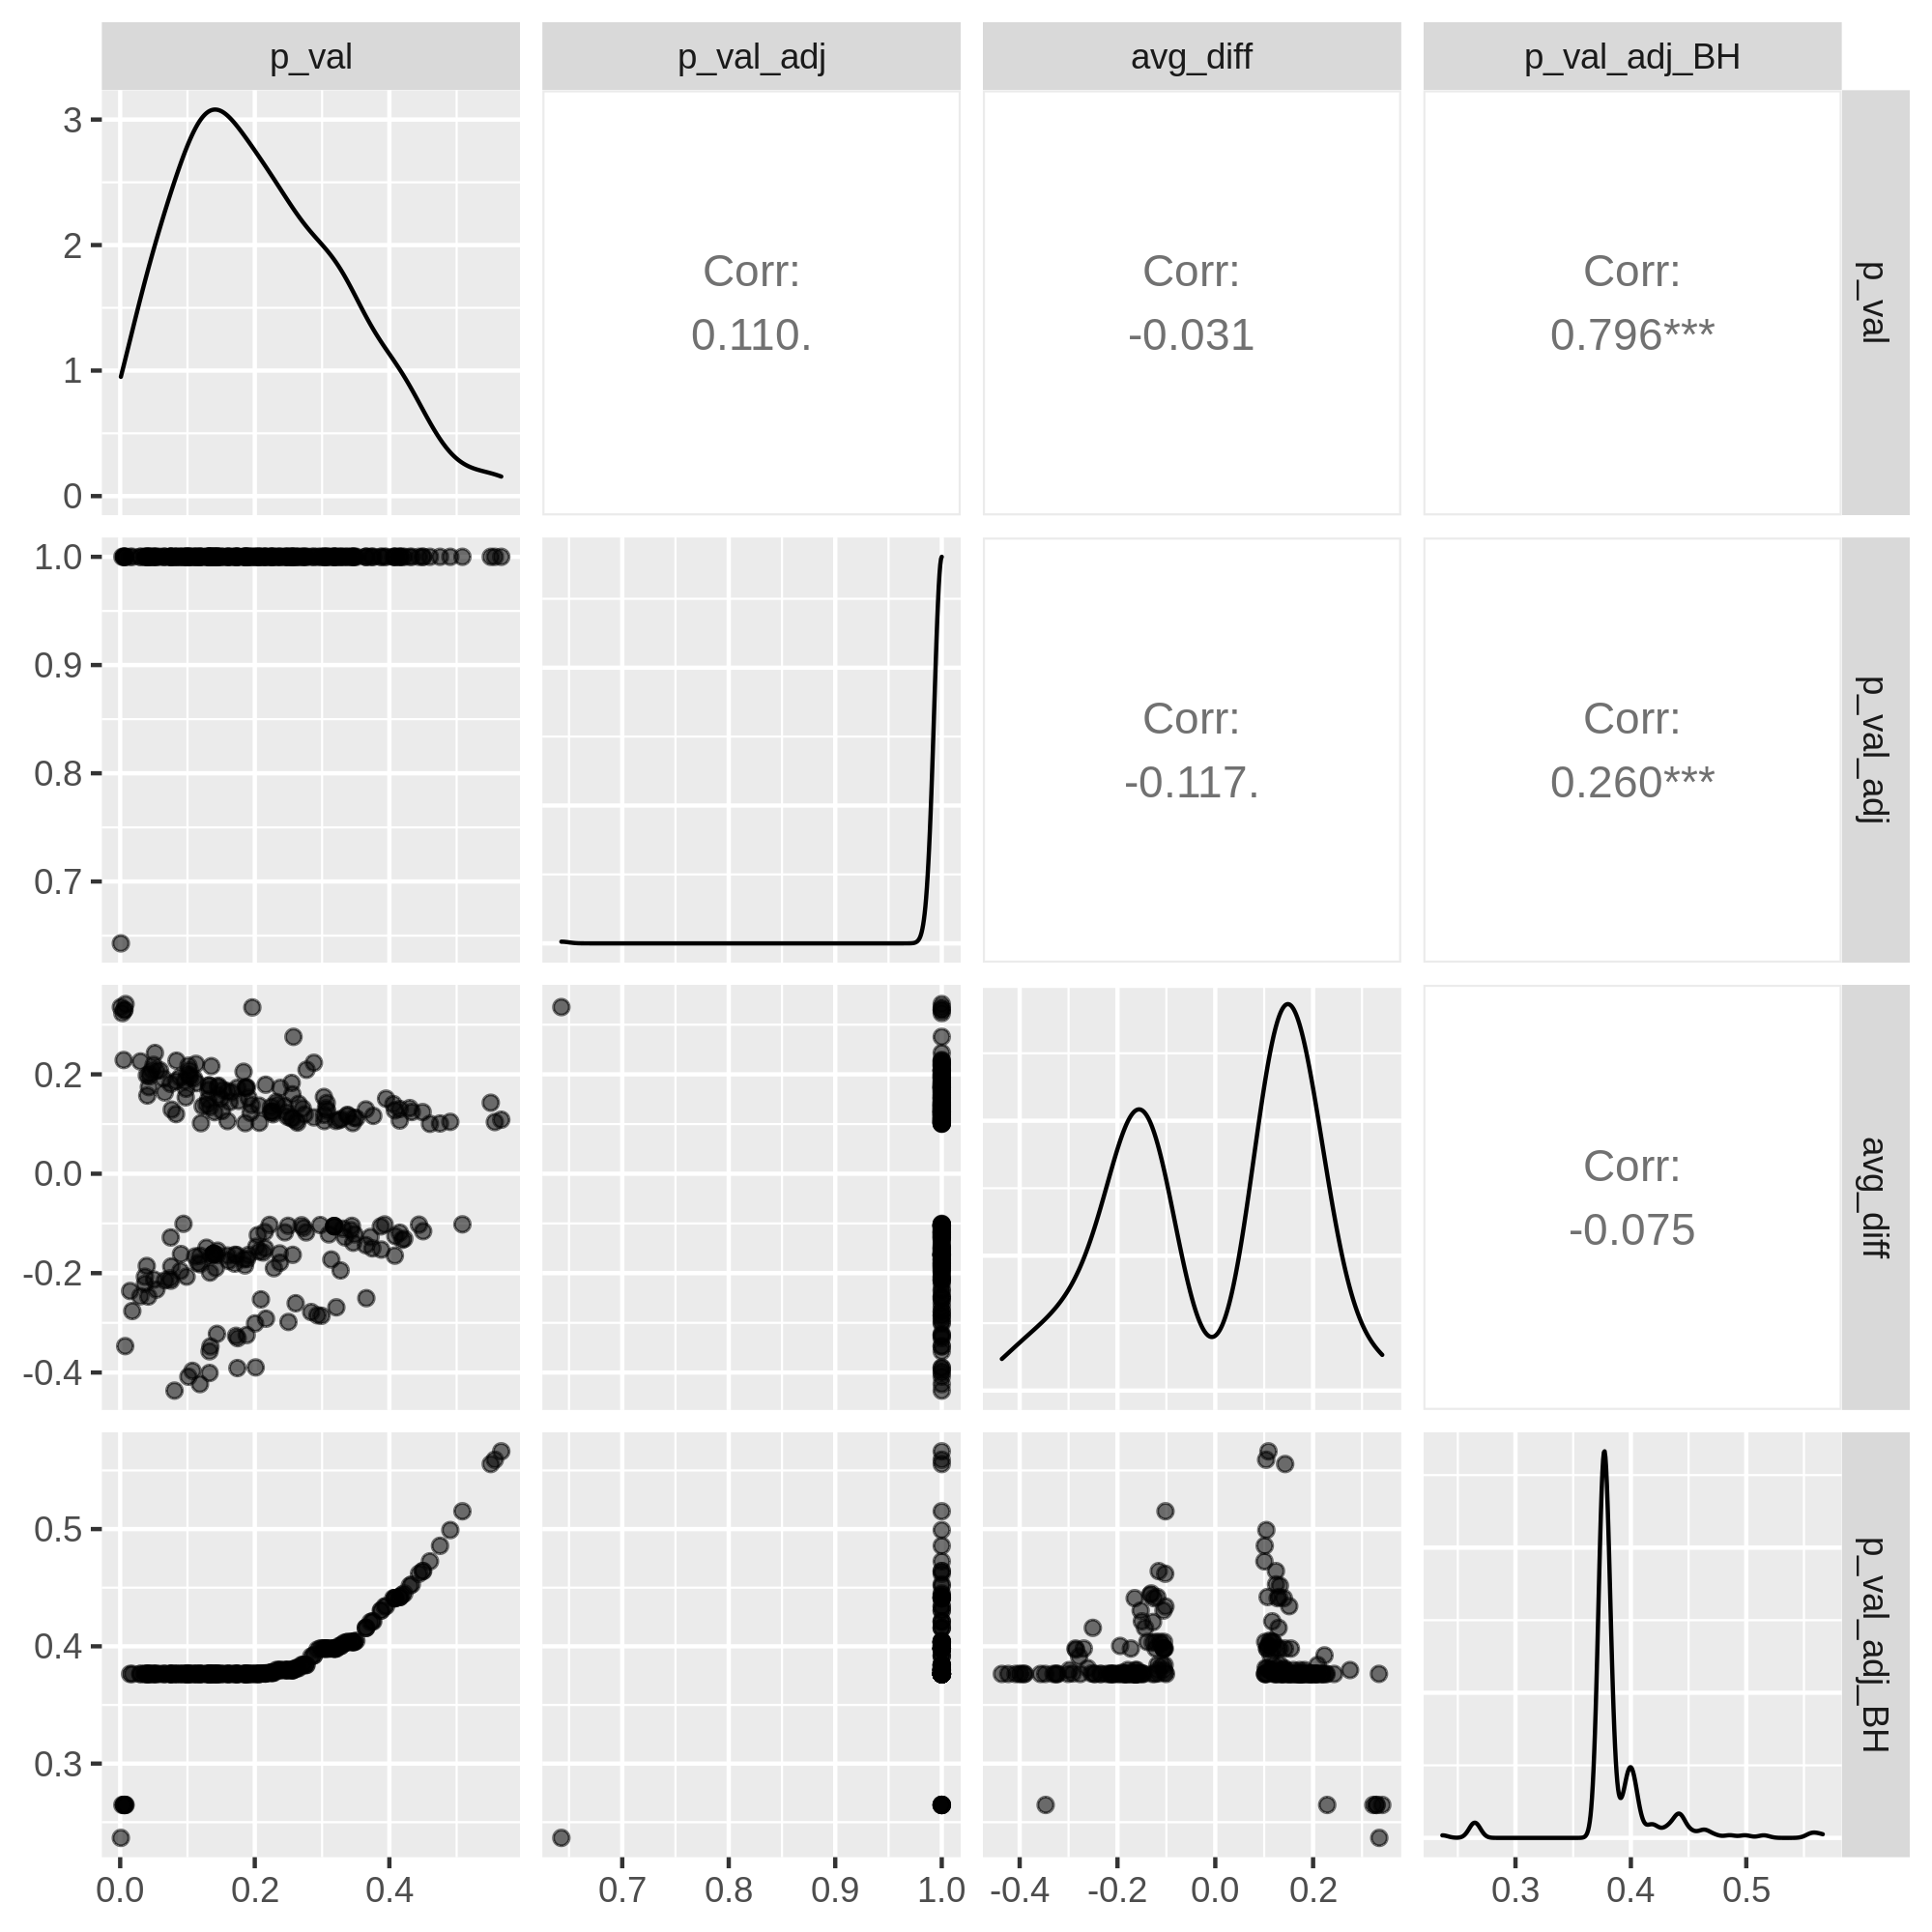 p_val p_val_adj avg_diff p_val_adj_BH
3
2
1
0
Corr:
0.110.
Corr:
-0.031
Corr:
0.796***
p_val
1.0
0.9
0.8
0.7
Corr:
-0.117.
Corr:
0.260***
p_val_adj
0.2
0.0
-0.2
-0.4
Corr:
-0.075
avg_diff
0.5
0.4
0.3
p_val_adj_BH
0.0 0.2 0.4 0.7 0.8 0.9 1.0 -0.4 -0.2 0.0 0.2 0.3 0.4 0.5